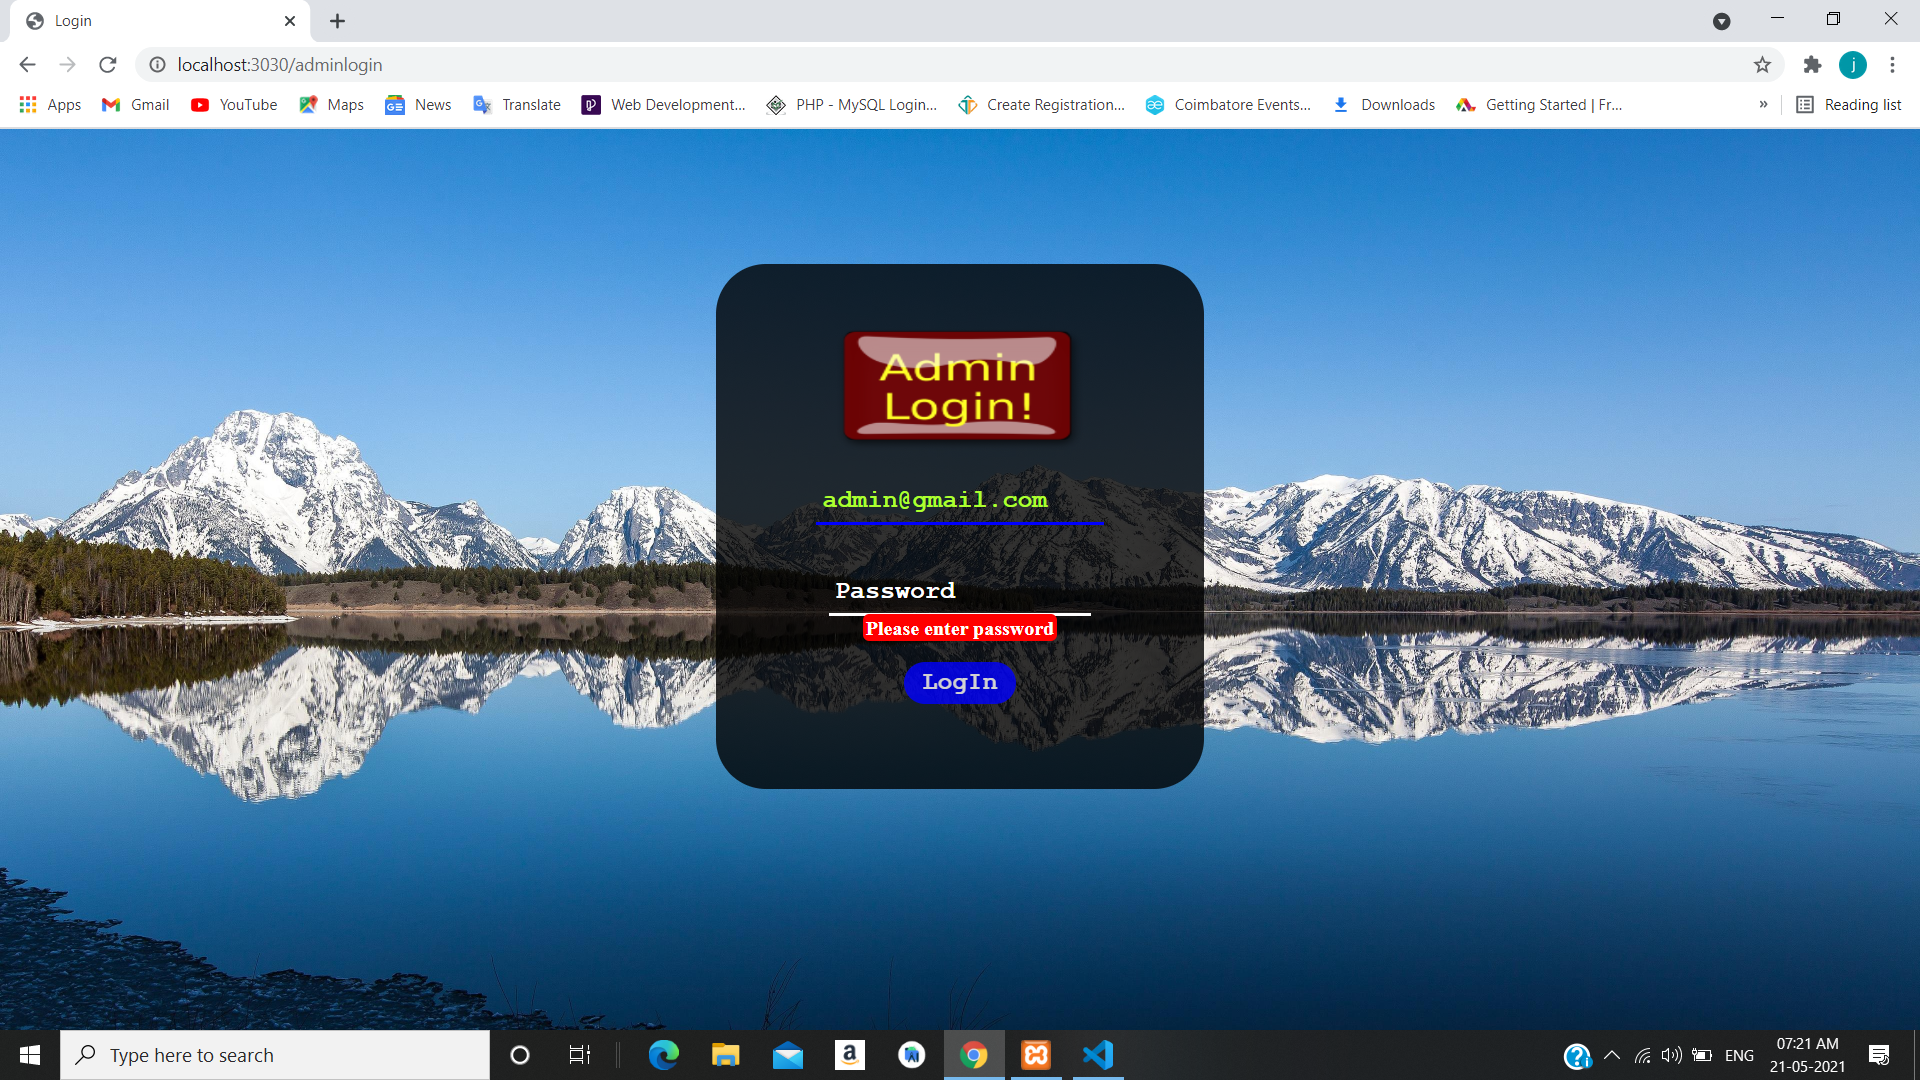 Login
localhost:3030/adminlogin
Apps
Gmail
YouTube
Maps
News
Translate
Web Development...
PHP - MySQL Login...
Create Registration...
Coimbatore Events...
Downloads
Getting Started | Fr...
»
Reading list
j
Admin
Login!
admin@gmail.com
Password
Please enter password
LogIn
Type here to search
ENG
07:21 AM
21-05-2021